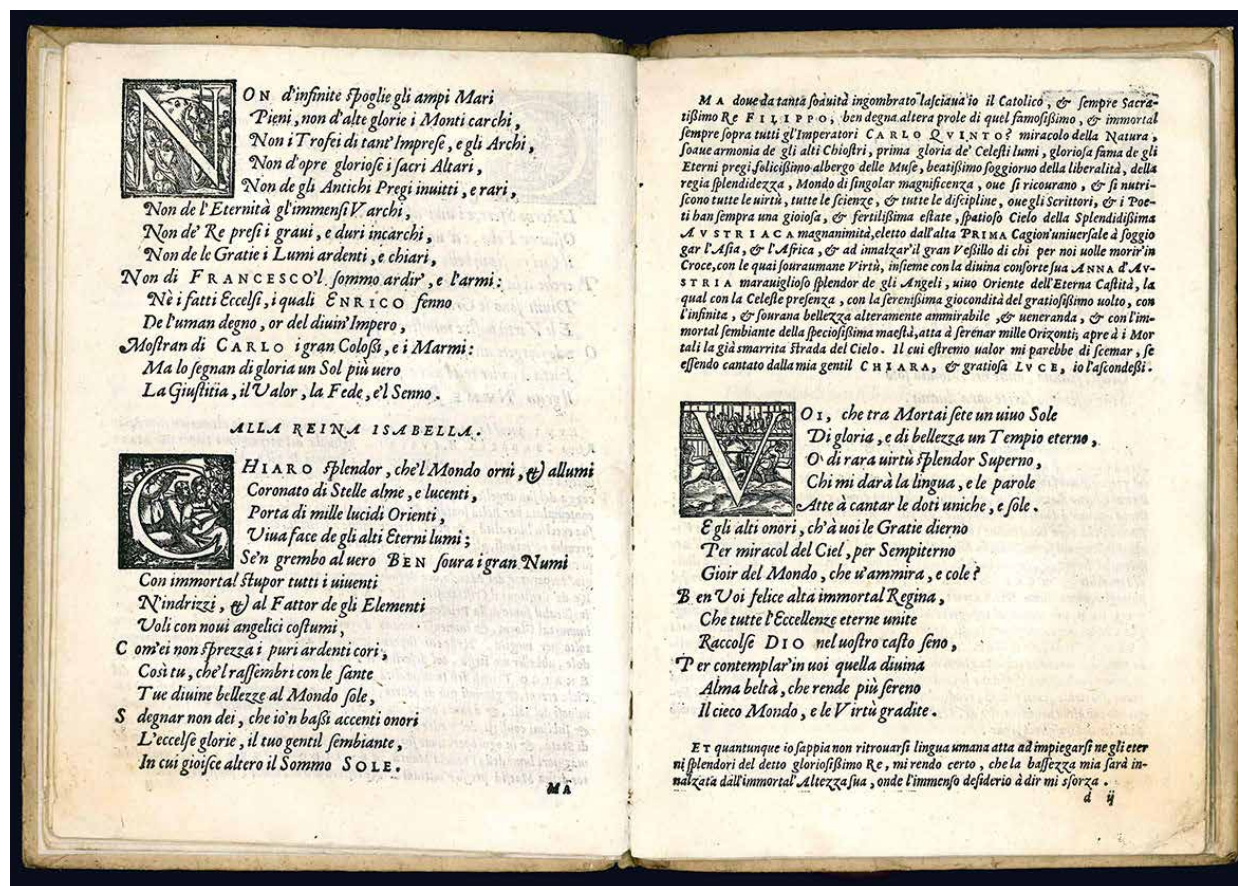 NON d'infinite spoglie gli ampi Mari
Pieni, non d'alte glorie i Monti carchi,
Non i Trofei di tant'Imprese, e gli Archi,
Non d'opre gloriose i sacri Altari,
Non de gli Antichi Pregi inuitti, e rari,
Non de l'Eternità gl'immensi Varchi,
Non de' Re presi i graui, e duri incarchi,
Non de le Gratie i Lumi ardenti, e chiari,
Non di FRANCESCO'l sommo ardir', e l'armi:
Nè i fatti Eccelsi, i quali ENRICO fenno
De l'uman degno, or del diuin'Impero,
Mostran di CARLO i gran Colossi, e i Marmi:
Ma lo segnan di gloria un Sol più uero
La Giustitia, il Valor, la Fede, e'l Senno.
ALLA REINA ISABELLA.
CHIARO splendor, che'l Mondo orni, & allumi
Coronato di Stelle alme, e lucenti,
Porta di mille lucidi Orienti,
Viua face de gli alti Eterni lumi;
Se'n grembo al uero BEN soura i gran Numi
Con immortal stupor tutti i uiuenti
N'indrizzi, & al Fattor de gli Elementi
Voli con noui angelici costumi,
Com'ei non sprezza i puri ardenti cori,
Così tu, che'l rassembri con le sante
Tue diuine bellezze al Mondo sole,
Sdegnar non dei, che io'n bassi accenti onori
L'eccelse glorie, il tuo gentil sembiante,
In cui gioisce altero il Sommo SOLE.
MA
MA doue da tanta soauità ingombrato lasciaua io il Catolico, & sempre Sacra-
tissimo Re FILIPPO, ben degna altera prole di quel famosissimo, & immortal
sempre sopra tutti gl'Imperatori CARLO QVINTO? miracolo della Natura,
soaue armonia de gli alti Chiostri, prima gloria de' Celesti lumi, gloriosa fama de gli
Eterni pregi, felicissimo albergo delle Muse, beatissimo soggiorno della liberalità, della
regia splendidezza, Mondo di singolar magnificenza, oue si ricourano, & si nutri-
scono tutte le uirtù, tutte le scienze, & tutte le discipline, oue gli Scrittori, & i Poe-
ti han sempre una gioiosa, & fertilissima estate, spatioso Cielo della Splendidissima
AVSTRIACA magnanimità, eletto dall'alta PRIMA Cagion'uniuersale à soggio
gar l'Asia, & l'Africa, & ad innalzar'il gran Vessillo di chi per noi uolle morir'in
Croce, con le quai souraumane Virtù, insieme con la diuina consorte sua ANNA d'AV-
STRIA marauiglioso splendor de gli Angeli, uiuo Oriente dell'Eterna Castità, la
qual con la Celeste presenza, con la serenissima giocondità del gratiosissimo uolto, con
l'infinita, & sourana bellezza alteramente ammirabile, & ueneranda, & con l'im-
mortal sembiante della speciosissima maestà, atta à serenar mille Orizonti, apre à i Mor
tali la già smarrita strada del Cielo. Il cui estremo ualor mi parebbe di scemar, se
essendo cantato dalla mia gentil CHIARA, & gratiosa LVCE, io l'ascondessi.
VOI, che tra Mortai sete un uiuo Sole
Di gloria, e di bellezza un Tempio eterno,
O di rara uirtù splendor Superno,
Chi mi darà la lingua, e le parole
Atte à cantar le doti uniche, e sole.
E gli alti onori, ch'à uoi le Gratie dierno
Per miracol del Ciel, per Sempiterno
Gioir del Mondo, che u'ammira, e cole?
Ben Voi felice alta immortal Regina,
Che tutte l'Eccellenze eterne unite
Raccolse DIO nel uostro casto seno,
Per contemplar'in uoi quella diuina
Alma beltà, che rende più sereno
Il cieco Mondo, e le Virtù gradite.
ET quantunque io sappia non ritrouarsi lingua umana atta ad impiegarsi ne gli eter
ni splendori del detto gloriosissimo Re, mi rendo certo, che la bassezza mia sarà in-
nalzata dall'immortal'Altezza sua, onde l'immenso desiderio à dir mi sforza.
d ij